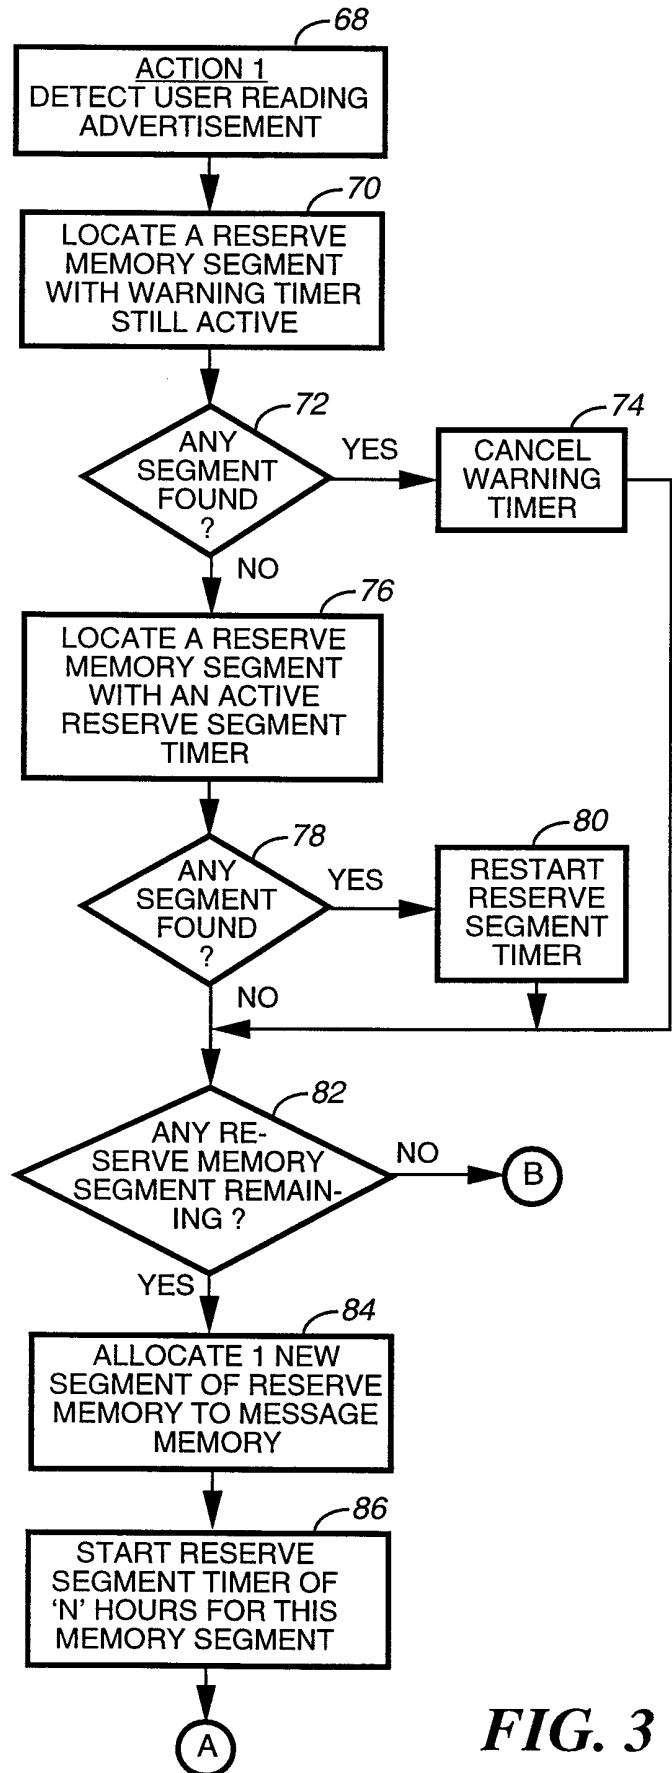 68
ACTION 1
DETECT USER READING
ADVERTISEMENT
70
LOCATE A RESERVE
MEMORY SEGMENT
WITH WARNING TIMER
STILL ACTIVE
72
ANY
SEGMENT
FOUND
?
YES
74
CANCEL
WARNING
TIMER
NO
76
LOCATE A RESERVE
MEMORY SEGMENT
WITH AN ACTIVE
RESERVE SEGMENT
TIMER
78
ANY
SEGMENT
FOUND
?
YES
80
RESTART
RESERVE
SEGMENT
TIMER
NO
82
ANY RE-
SERVE MEMORY
SEGMENT REMAIN-
ING ?
NO
B
YES
84
ALLOCATE 1 NEW
SEGMENT OF RESERVE
MEMORY TO MESSAGE
MEMORY
86
START RESERVE
SEGMENT TIMER OF
'N' HOURS FOR THIS
MEMORY SEGMENT
A
FIG. 3